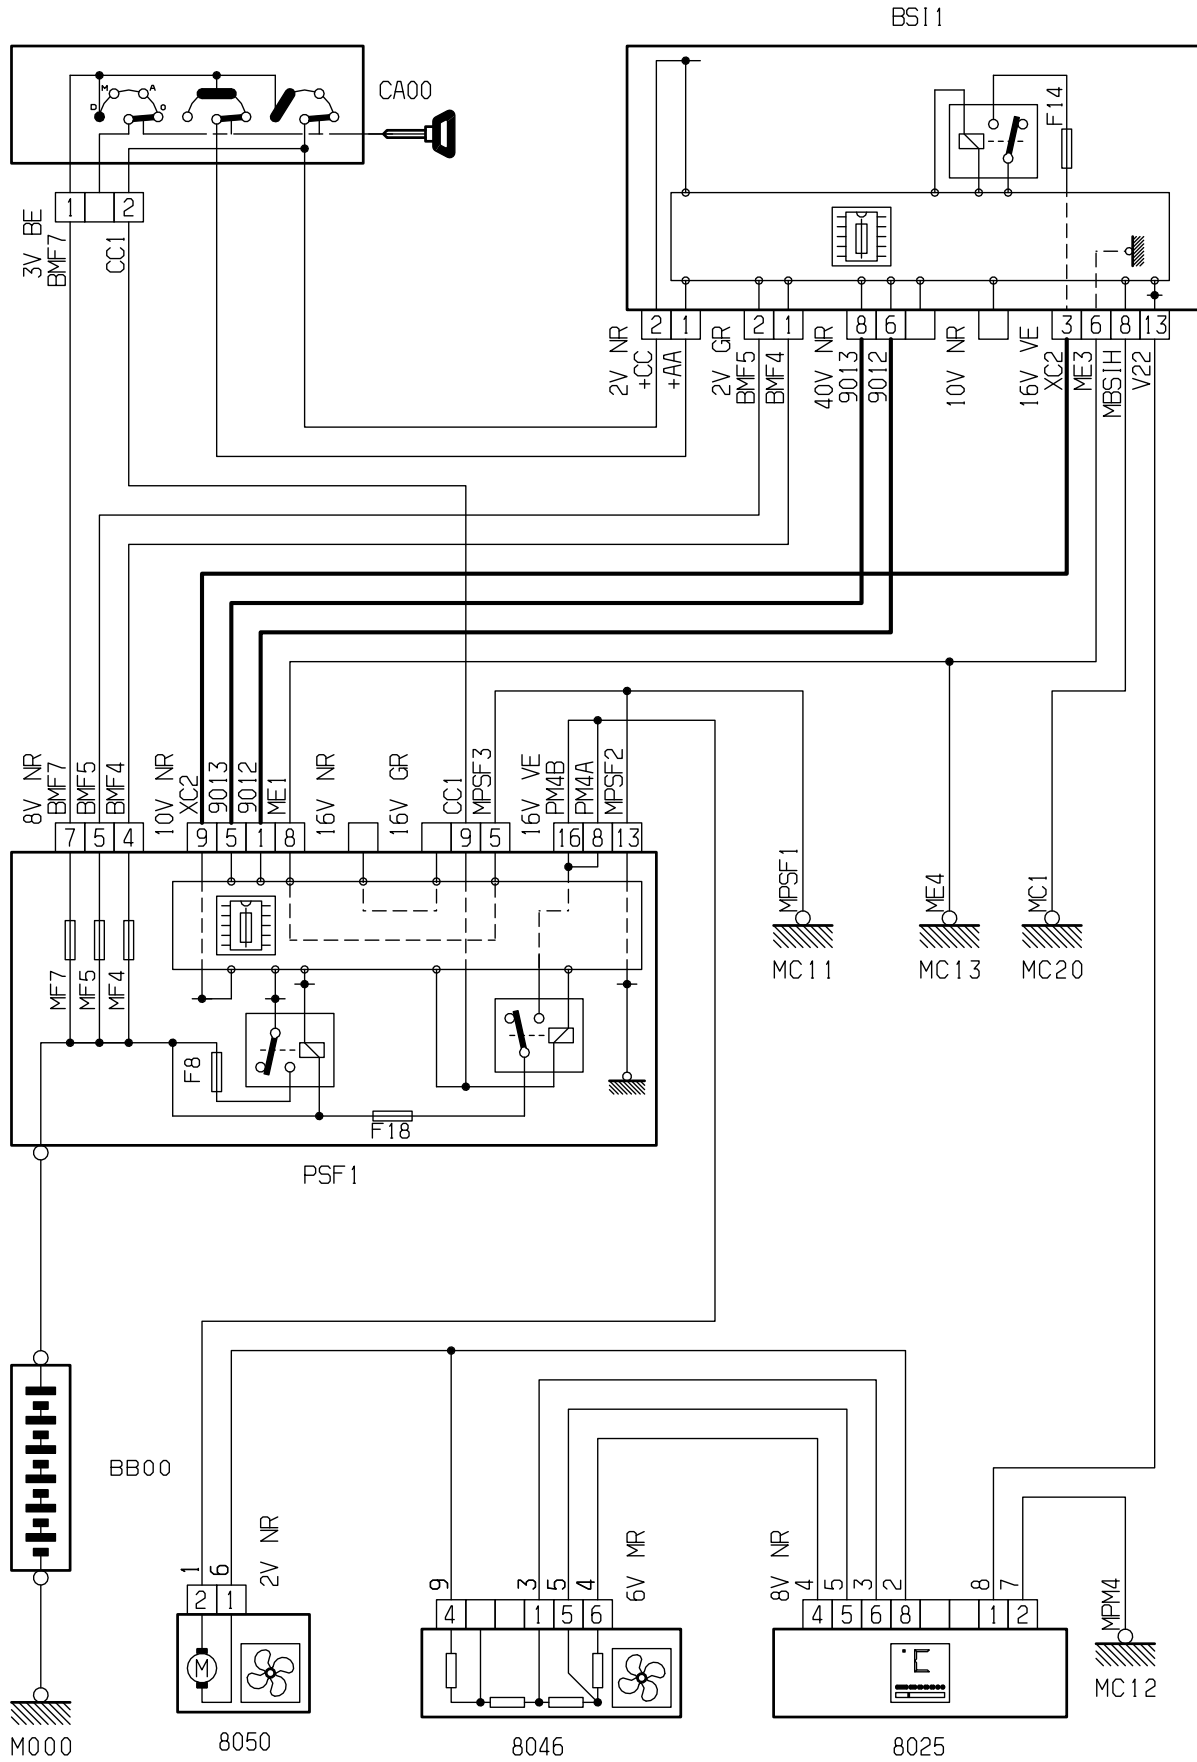 BSI1
CA00
M A
D O
F14
1 2
3V BE
BMF7
CC1
2 1 2 1 8 6 3 6 8 13
2V NR
+CC
+AA
2V GR
BMF5
BMF4
40V NR
9013
9012
10V NR
16V VE
XC2
ME3
MBSIH
V22
8V NR
BMF7
BMF5
BMF4
10V NR
XC2
9013
9012
ME1
16V NR
16V GR
CC1
MPSF3
16V VE
PM4B
PM4A
MPSF2
7 5 4 9 5 1 8 9 5 16 8 13
MPSF1
ME4
MC1
MC11
MC13
MC20
MF7
MF5
MF4
F8
F18
PSF1
BB00
1 6
2V NR
2 1
M
8050
9 3 5 4
6V MR
4 1 5 6
8046
8V NR
4 5 3 2 8 7
4 5 6 8 1 2
°C
8025
MPM4
MC12
M000